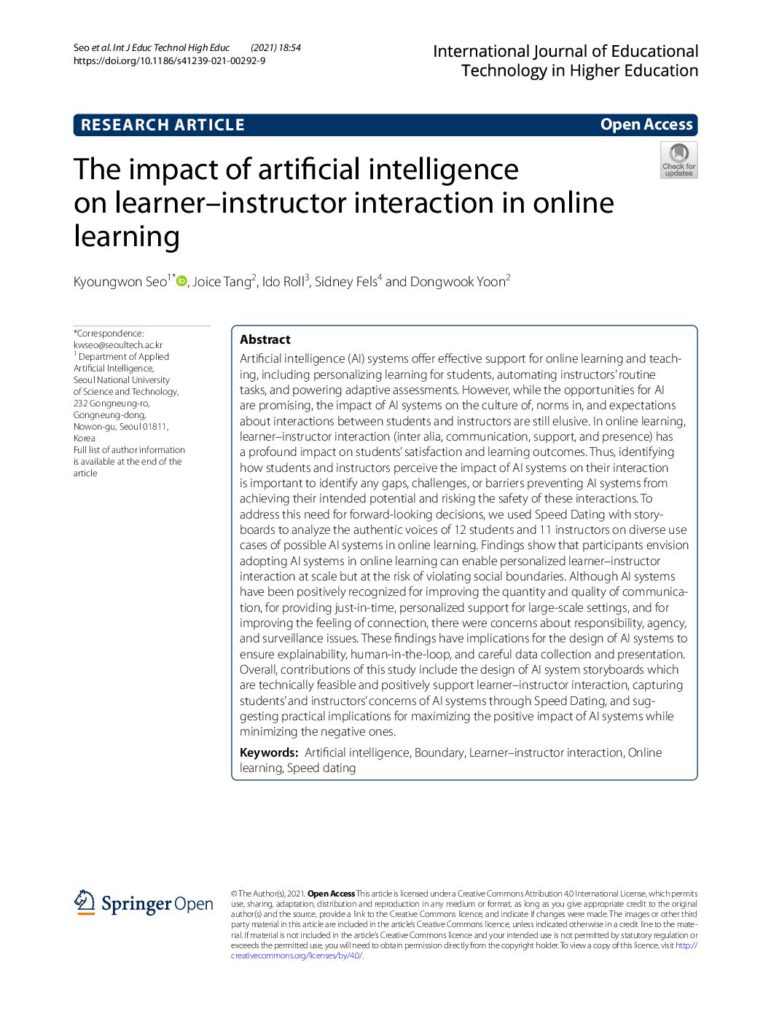 Seo et al. Int J Educ Technol High Educ (2021) 18:54
https://doi.org/10.1186/s41239-021-00292-9
International Journal of Educational
Technology in Higher Education
RESEARCH ARTICLE
Open Access
Check for
updates
The impact of artificial intelligence
on learner–instructor interaction in online
learning
Kyoungwon Seo1*, Joice Tang2, Ido Roll3, Sidney Fels4 and Dongwook Yoon2
*Correspondence:
kwseo@seoultech.ac.kr
1 Department of Applied
Artificial Intelligence,
Seoul National University
of Science and Technology,
232 Gongneung-ro,
Gongneung-dong,
Nowon-gu, Seoul 01811,
Korea
Full list of author information
is available at the end of the
article
Abstract
Artificial intelligence (AI) systems offer effective support for online learning and teach-
ing, including personalizing learning for students, automating instructors' routine
tasks, and powering adaptive assessments. However, while the opportunities for AI
are promising, the impact of AI systems on the culture of, norms in, and expectations
about interactions between students and instructors are still elusive. In online learning,
learner–instructor interaction (inter alia, communication, support, and presence) has
a profound impact on students' satisfaction and learning outcomes. Thus, identifying
how students and instructors perceive the impact of AI systems on their interaction
is important to identify any gaps, challenges, or barriers preventing AI systems from
achieving their intended potential and risking the safety of these interactions. To
address this need for forward-looking decisions, we used Speed Dating with story-
boards to analyze the authentic voices of 12 students and 11 instructors on diverse use
cases of possible AI systems in online learning. Findings show that participants envision
adopting AI systems in online learning can enable personalized learner–instructor
interaction at scale but at the risk of violating social boundaries. Although AI systems
have been positively recognized for improving the quantity and quality of communica-
tion, for providing just-in-time, personalized support for large-scale settings, and for
improving the feeling of connection, there were concerns about responsibility, agency,
and surveillance issues. These findings have implications for the design of AI systems to
ensure explainability, human-in-the-loop, and careful data collection and presentation.
Overall, contributions of this study include the design of AI system storyboards which
are technically feasible and positively support learner–instructor interaction, capturing
students' and instructors' concerns of AI systems through Speed Dating, and sug-
gesting practical implications for maximizing the positive impact of AI systems while
minimizing the negative ones.
Keywords: Artificial intelligence, Boundary, Learner–instructor interaction, Online
learning, Speed dating
Springer Open
© The Author(s), 2021. Open Access This article is licensed under a Creative Commons Attribution 4.0 International License, which permits
use, sharing, adaptation, distribution and reproduction in any medium or format, as long as you give appropriate credit to the original
author(s) and the source, provide a link to the Creative Commons licence, and indicate if changes were made. The images or other third
party material in this article are included in the article's Creative Commons licence, unless indicated otherwise in a credit line to the mate-
rial. If material is not included in the article's Creative Commons licence and your intended use is not permitted by statutory regulation or
exceeds the permitted use, you will need to obtain permission directly from the copyright holder. To view a copy of this licence, visit http://
creativecommons.org/licenses/by/4.0/.